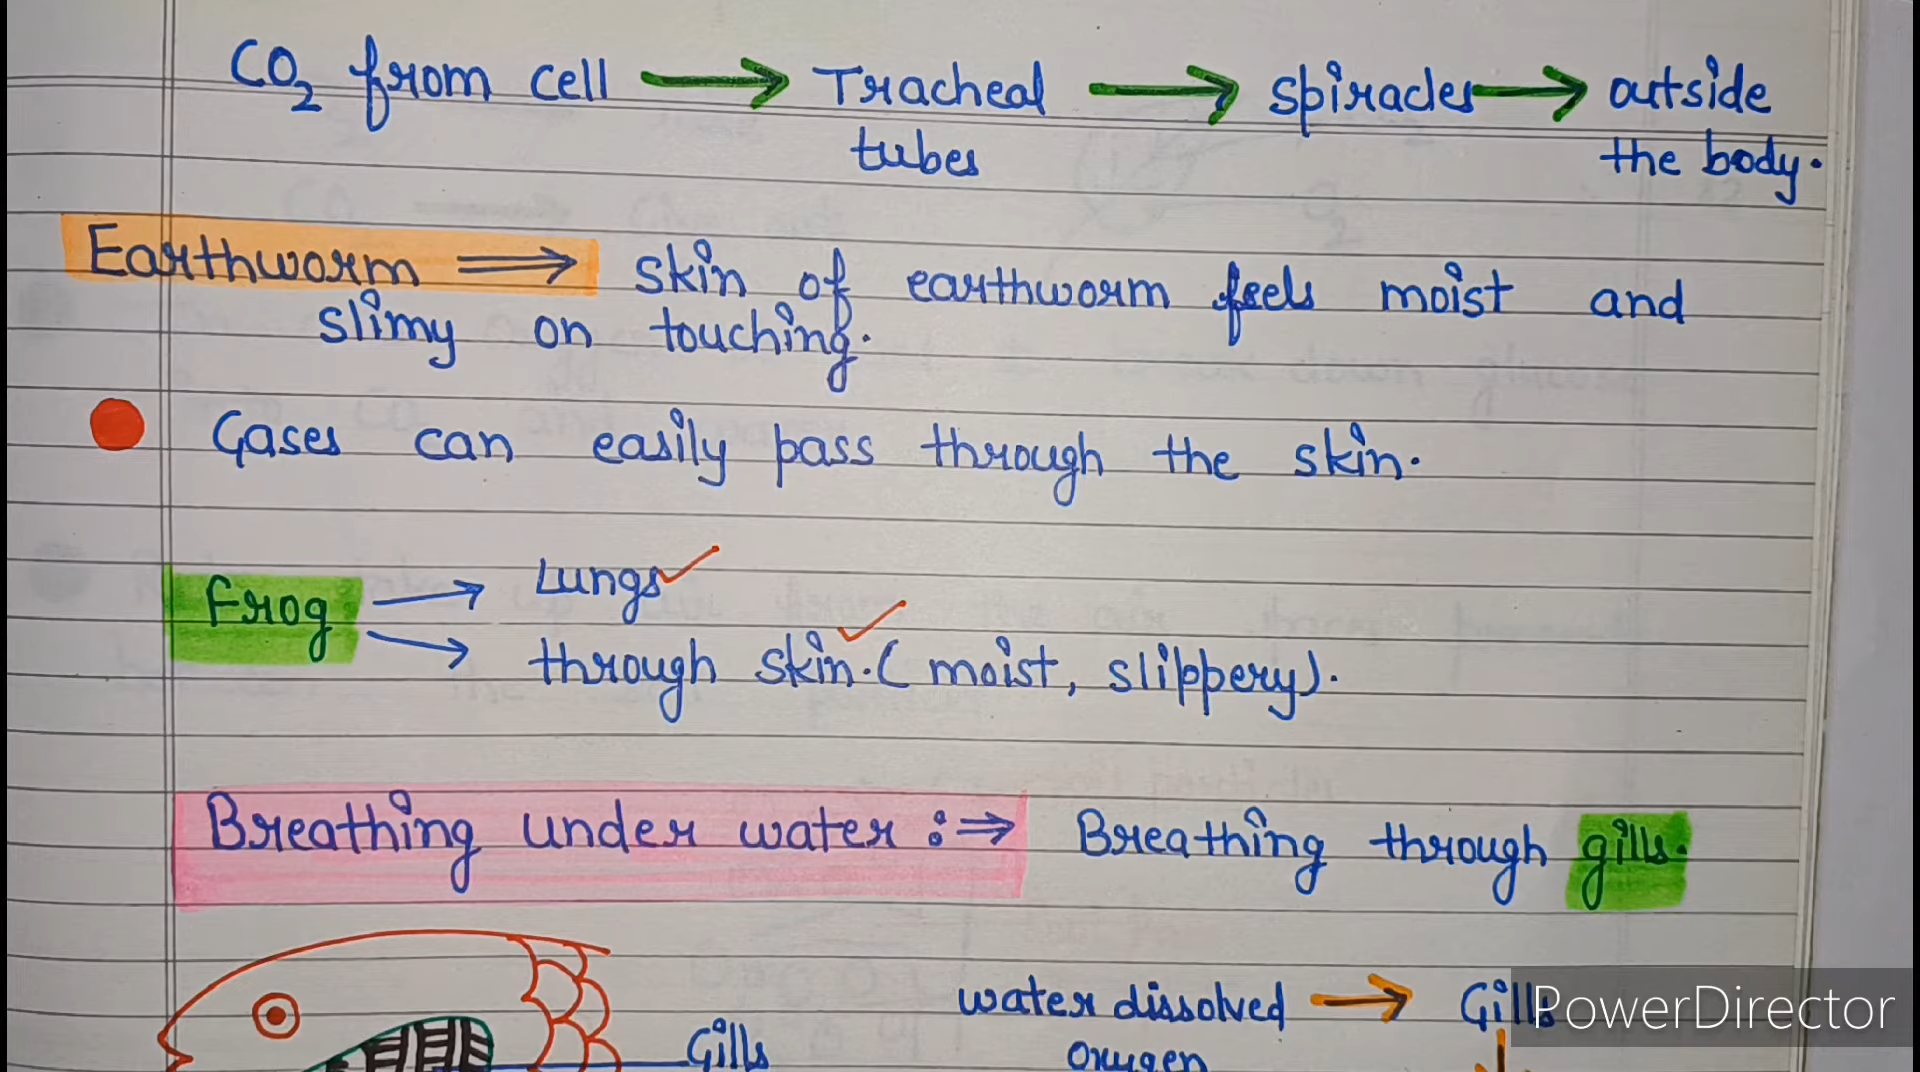 CO₂ from cell → Tracheal → spiracles → outside
tubes the body.
Earthworm ⇒ skin of earthworm feels moist and
slimy on touching.
Gases can easily pass through the skin.
Frog → Lungs ✓
→ through skin. ✓ ( moist, slippery).
Breathing under water :⇒ Breathing through gills.
water dissolved → Gills
oxygen
Gills
PowerDirector